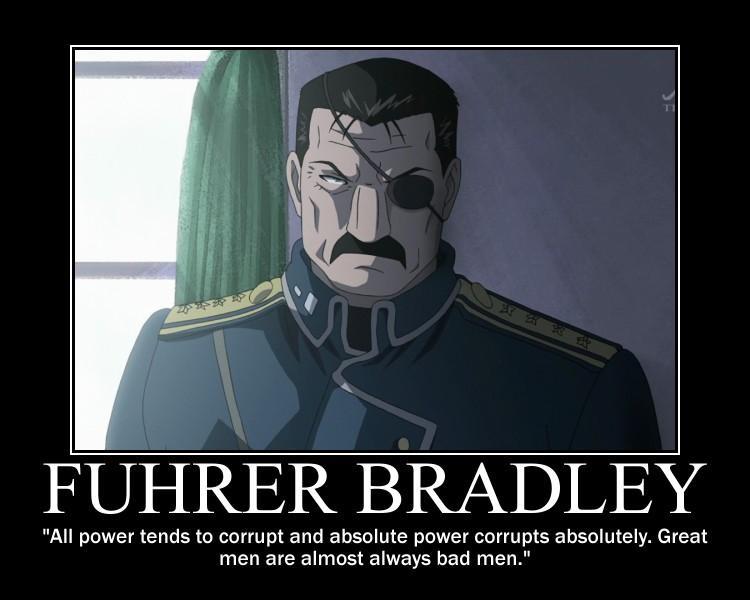 FUHRER BRADLEY
"All power tends to corrupt and absolute power corrupts absolutely. Great
men are almost always bad men."